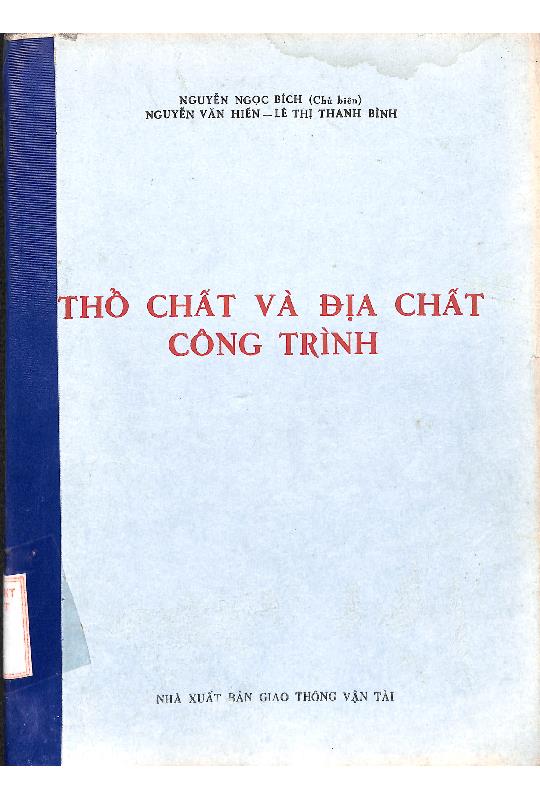 NGUYỄN NGỌC BÍCH (Chủ biên)
NGUYỄN VĂN HIẾN — LÊ THỊ THANH BÌNH
THỔ CHẤT VÀ ĐỊA CHẤT
CÔNG TRÌNH
NHÀ XUẤT BẢN GIAO THÔNG VẬN TẢI